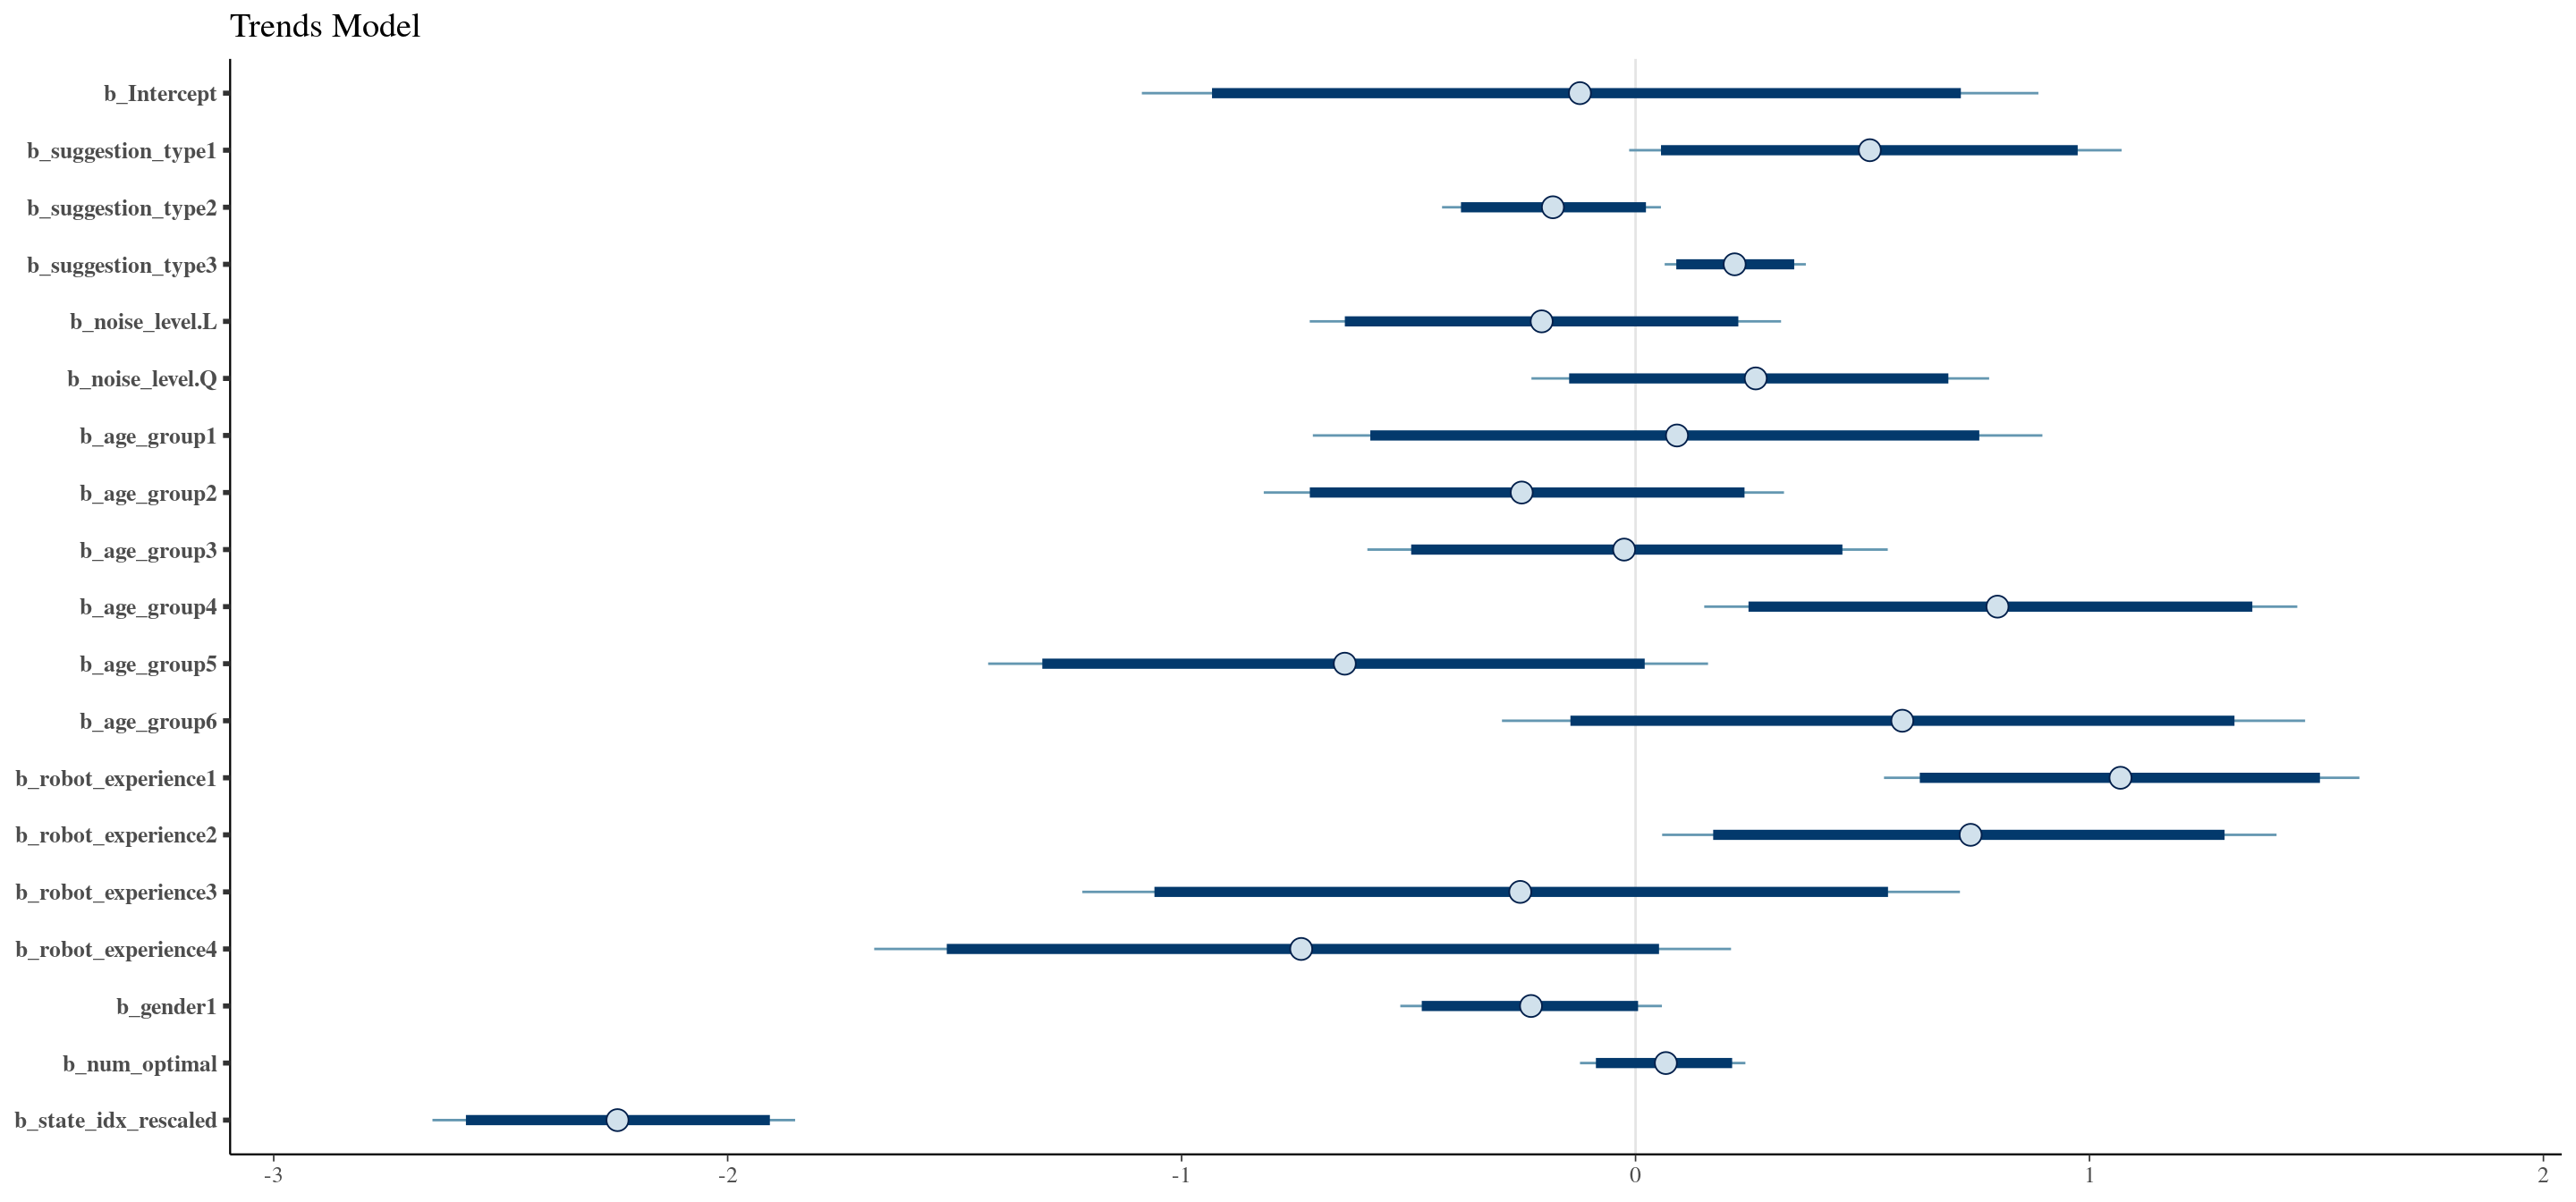 Trends Model
b_Intercept
b_suggestion_type1
b_suggestion_type2
b_suggestion_type3
b_noise_level.L
b_noise_level.Q
b_age_group1
b_age_group2
b_age_group3
b_age_group4
b_age_group5
b_age_group6
b_robot_experience1
b_robot_experience2
b_robot_experience3
b_robot_experience4
b_gender1
b_num_optimal
b_state_idx_rescaled
-3 -2 -1 0 1 2